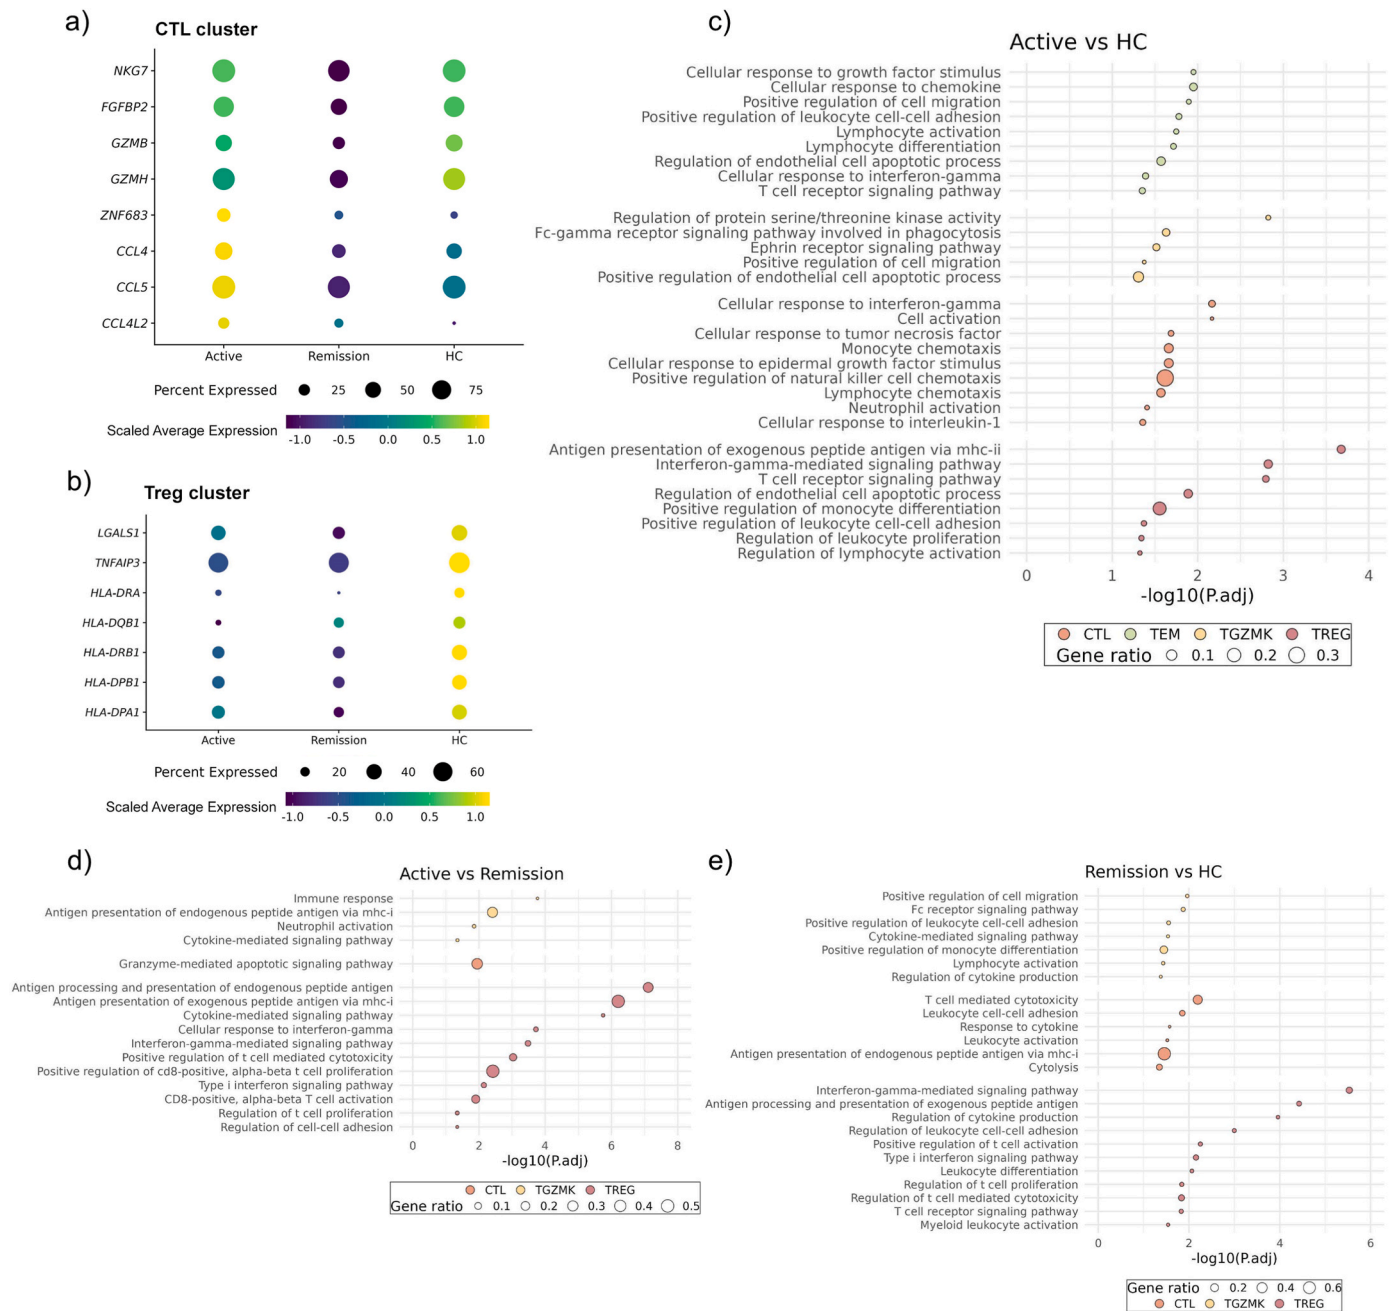 a)
CTL cluster
NKG7
FGFBP2
GZMB
GZMH
ZNF683
CCL4
CCL5
CCL4L2
Active Remission HC
Percent Expressed 25 50 75
Scaled Average Expression
-1.0 -0.5 0.0 0.5 1.0
b)
Treg cluster
LGALS1
TNFAIP3
HLA-DRA
HLA-DQB1
HLA-DRB1
HLA-DPB1
HLA-DPA1
Active Remission HC
Percent Expressed 20 40 60
Scaled Average Expression
-1.0 -0.5 0.0 0.5 1.0
c)
Active vs HC
Cellular response to growth factor stimulus
Cellular response to chemokine
Positive regulation of cell migration
Positive regulation of leukocyte cell-cell adhesion
Lymphocyte activation
Lymphocyte differentiation
Regulation of endothelial cell apoptotic process
Cellular response to interferon-gamma
T cell receptor signaling pathway
Regulation of protein serine/threonine kinase activity
Fc-gamma receptor signaling pathway involved in phagocytosis
Ephrin receptor signaling pathway
Positive regulation of cell migration
Positive regulation of endothelial cell apoptotic process
Cellular response to interferon-gamma
Cell activation
Cellular response to tumor necrosis factor
Monocyte chemotaxis
Cellular response to epidermal growth factor stimulus
Positive regulation of natural killer cell chemotaxis
Lymphocyte chemotaxis
Neutrophil activation
Cellular response to interleukin-1
Antigen presentation of exogenous peptide antigen via mhc-ii
Interferon-gamma-mediated signaling pathway
T cell receptor signaling pathway
Regulation of endothelial cell apoptotic process
Positive regulation of monocyte differentiation
Positive regulation of leukocyte cell-cell adhesion
Regulation of leukocyte proliferation
Regulation of lymphocyte activation
0 1 2 3 4
-log10(P.adj)
CTL TEM TGZMK TREG
Gene ratio 0.1 0.2 0.3
d)
Active vs Remission
Immune response
Antigen presentation of endogenous peptide antigen via mhc-i
Neutrophil activation
Cytokine-mediated signaling pathway
Granzyme-mediated apoptotic signaling pathway
Antigen processing and presentation of endogenous peptide antigen
Antigen presentation of exogenous peptide antigen via mhc-i
Cytokine-mediated signaling pathway
Cellular response to interferon-gamma
Interferon-gamma-mediated signaling pathway
Positive regulation of t cell mediated cytotoxicity
Positive regulation of cd8-positive, alpha-beta t cell proliferation
Type i interferon signaling pathway
CD8-positive, alpha-beta T cell activation
Regulation of t cell proliferation
Regulation of cell-cell adhesion
0 2 4 6 8
-log10(P.adj)
CTL TGZMK TREG
Gene ratio 0.1 0.2 0.3 0.4 0.5
e)
Remission vs HC
Positive regulation of cell migration
Fc receptor signaling pathway
Positive regulation of leukocyte cell-cell adhesion
Cytokine-mediated signaling pathway
Positive regulation of monocyte differentiation
Lymphocyte activation
Regulation of cytokine production
T cell mediated cytotoxicity
Leukocyte cell-cell adhesion
Response to cytokine
Leukocyte activation
Antigen presentation of endogenous peptide antigen via mhc-i
Cytolysis
Interferon-gamma-mediated signaling pathway
Antigen processing and presentation of exogenous peptide antigen
Regulation of cytokine production
Regulation of leukocyte cell-cell adhesion
Positive regulation of t cell activation
Type i interferon signaling pathway
Leukocyte differentiation
Regulation of t cell proliferation
Regulation of t cell mediated cytotoxicity
T cell receptor signaling pathway
Myeloid leukocyte activation
0 2 4 6
-log10(P.adj)
Gene ratio 0.2 0.4 0.6
CTL TGZMK TREG